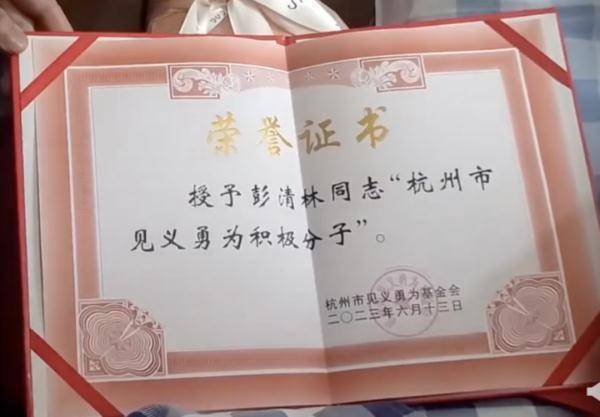 荣誉证书
授予彭清林同志“杭州市
见义勇为积极分子”。
杭州市见义勇为基金会
二〇二三年六月十三日